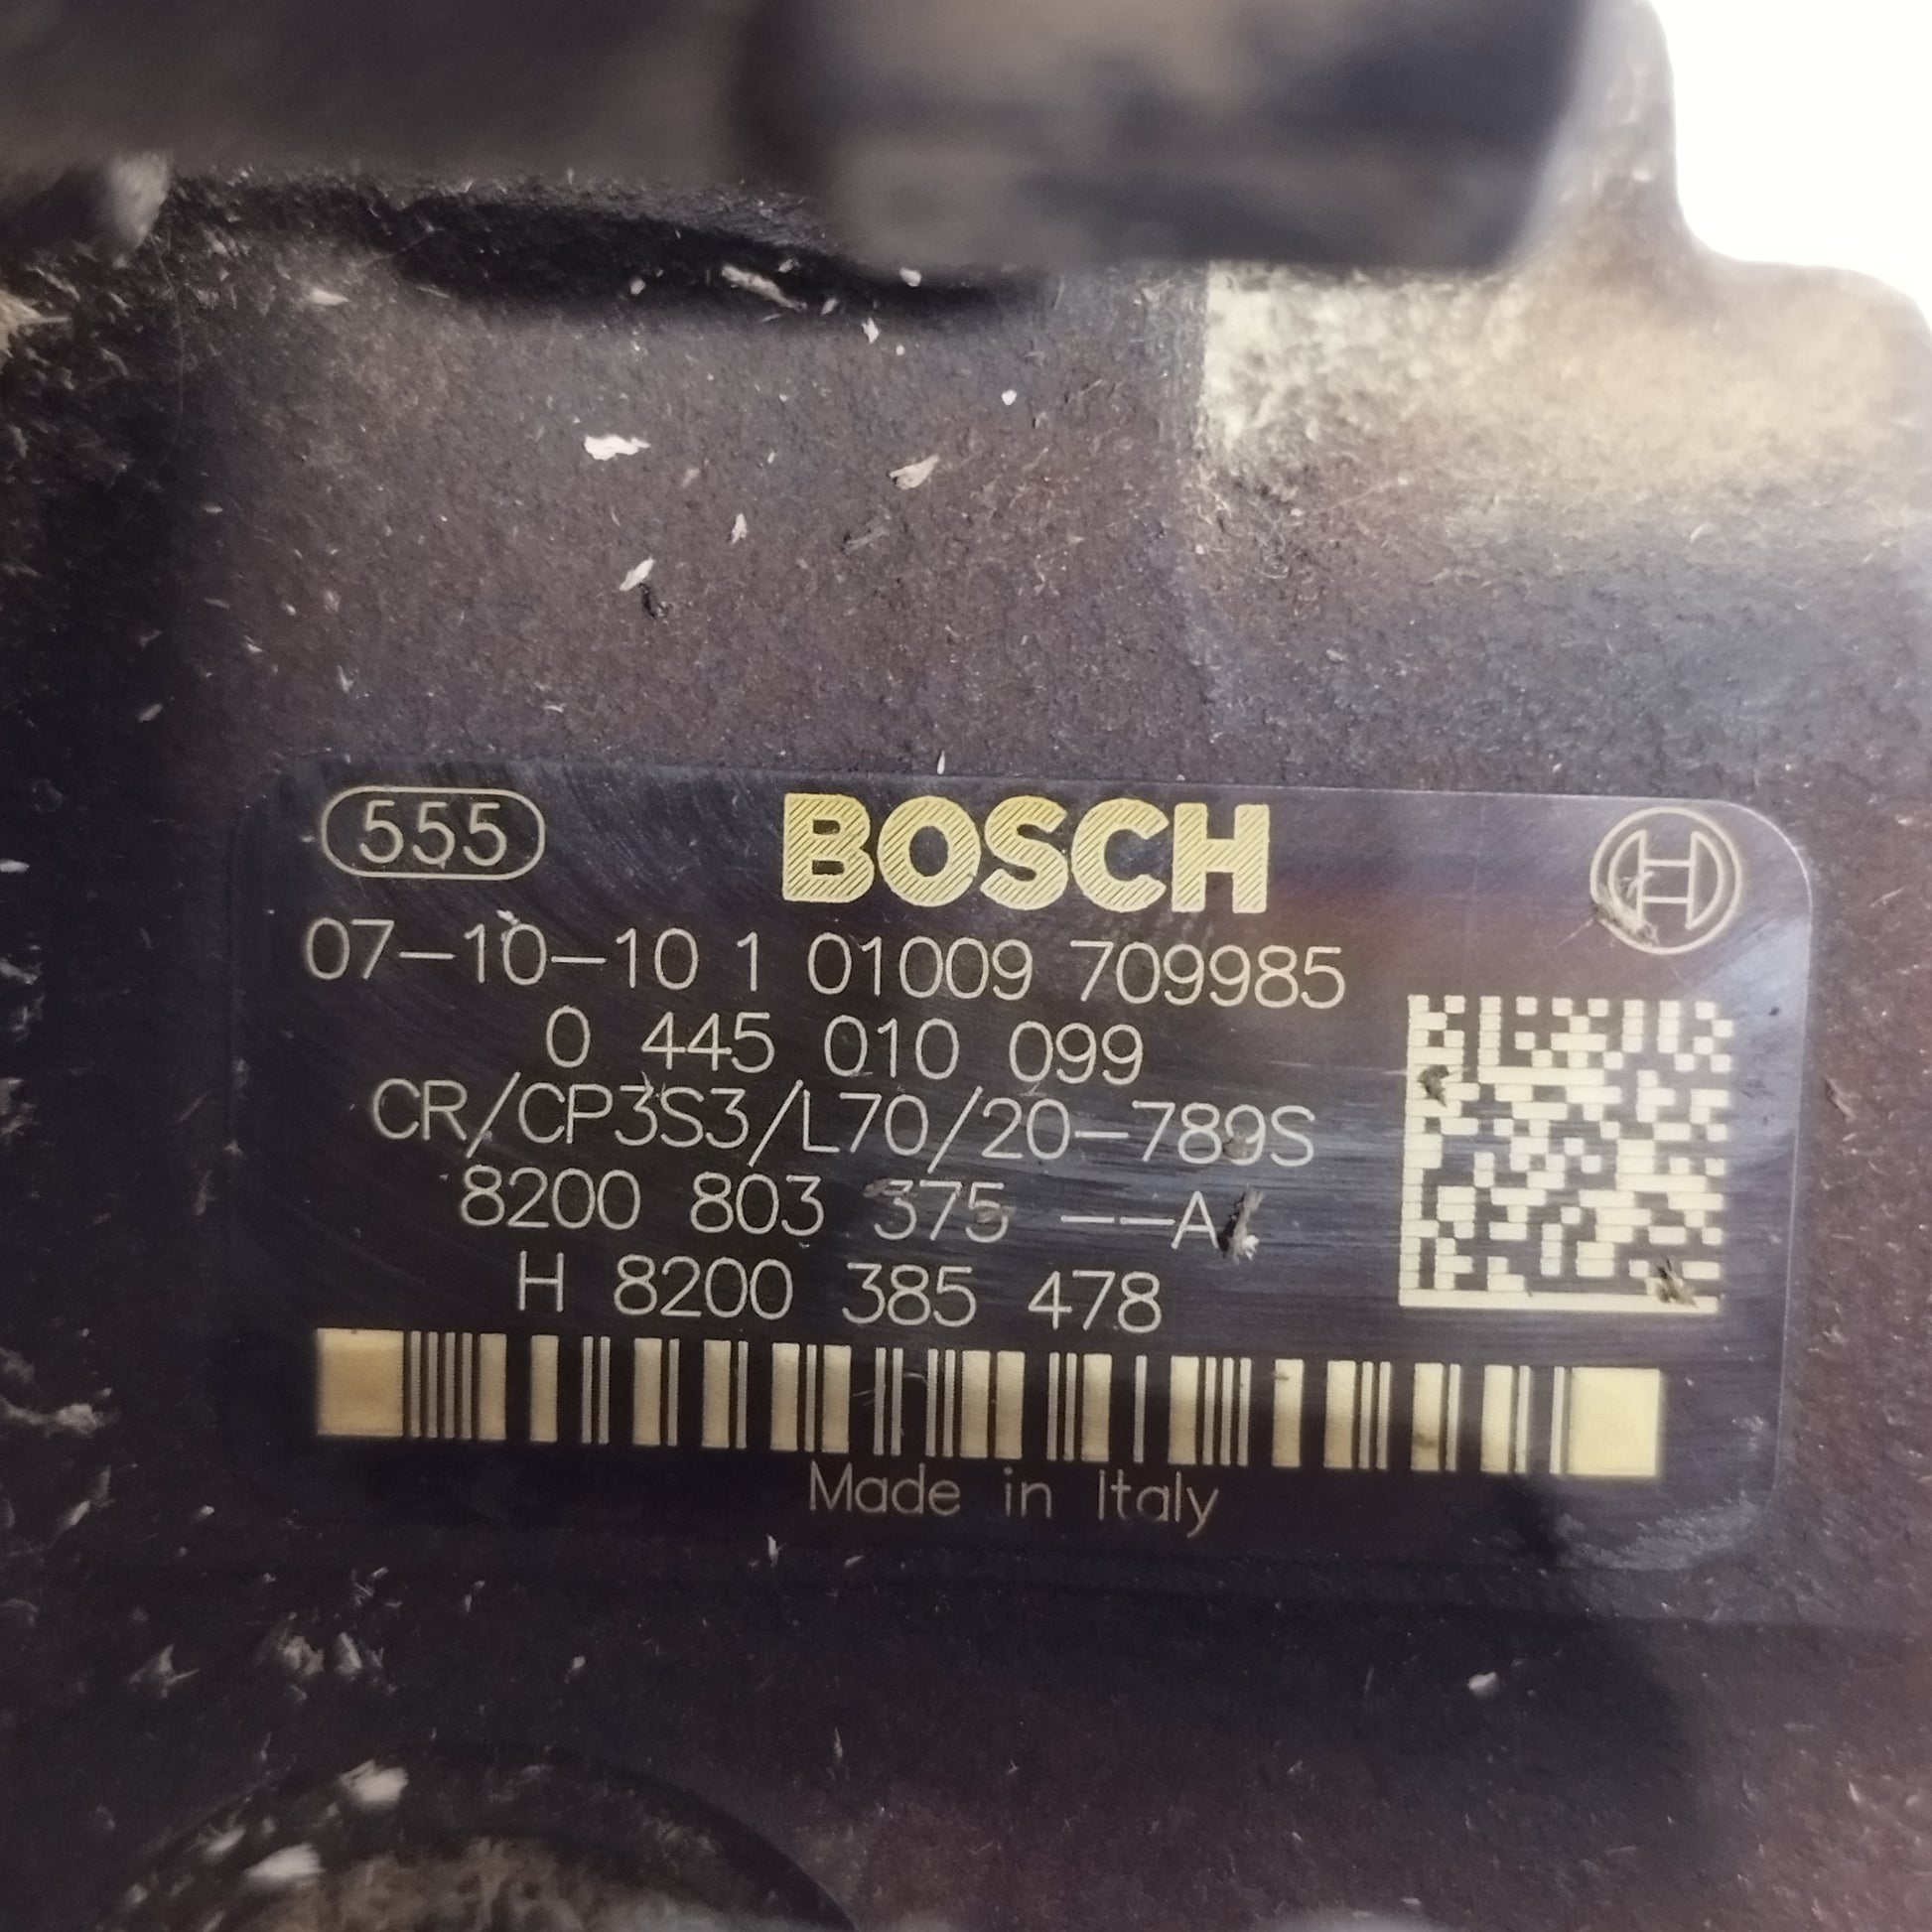 555 BOSCH
07-10-10 1 01009 709985
0 445 010 099
CR/CP3S3/L70/20-789S
8200 803 375 --A
H 8200 385 478
Made in Italy